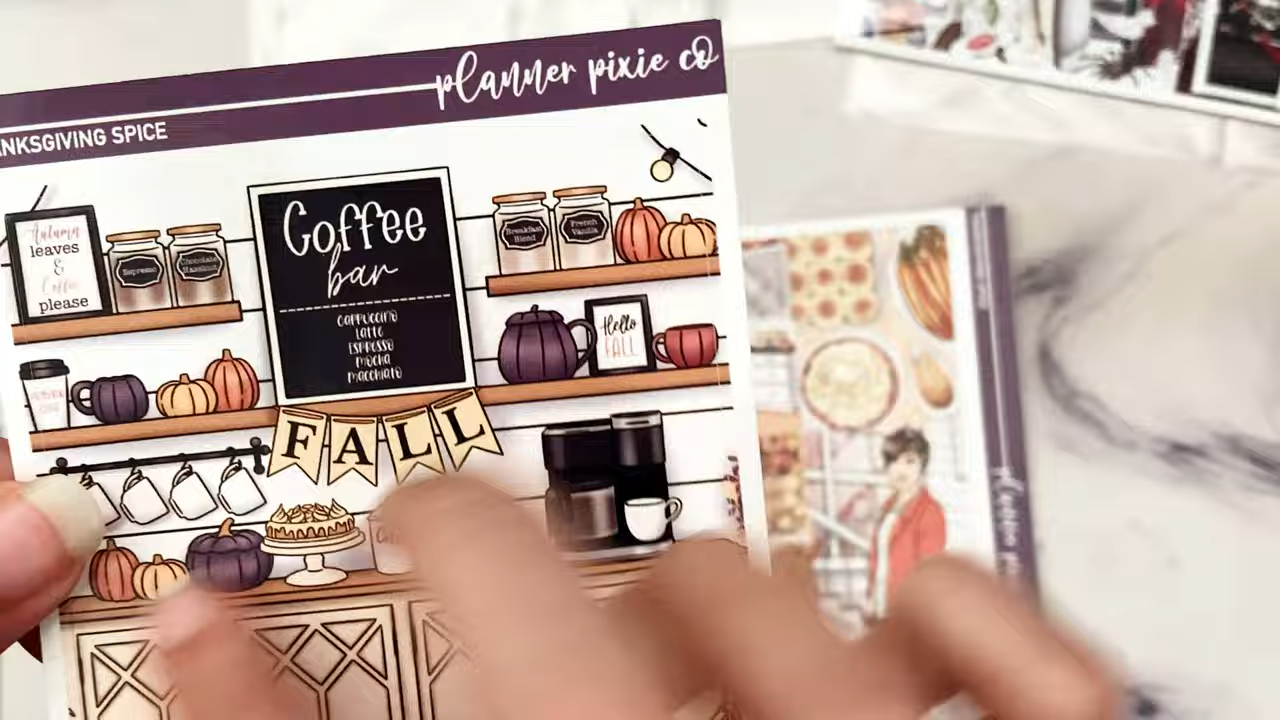 planner pixie co
ANKSGIVING SPICE
Autumn
leaves
&
Coffee
please
Espresso
Chocolate
Hazelnut
Coffee
bar
CAPPUCCINO
LATTE
ESPRESSO
MOCHA
MACCHIATO
Breakfast
Blend
French
Vanilla
Hello
FALL
FALL